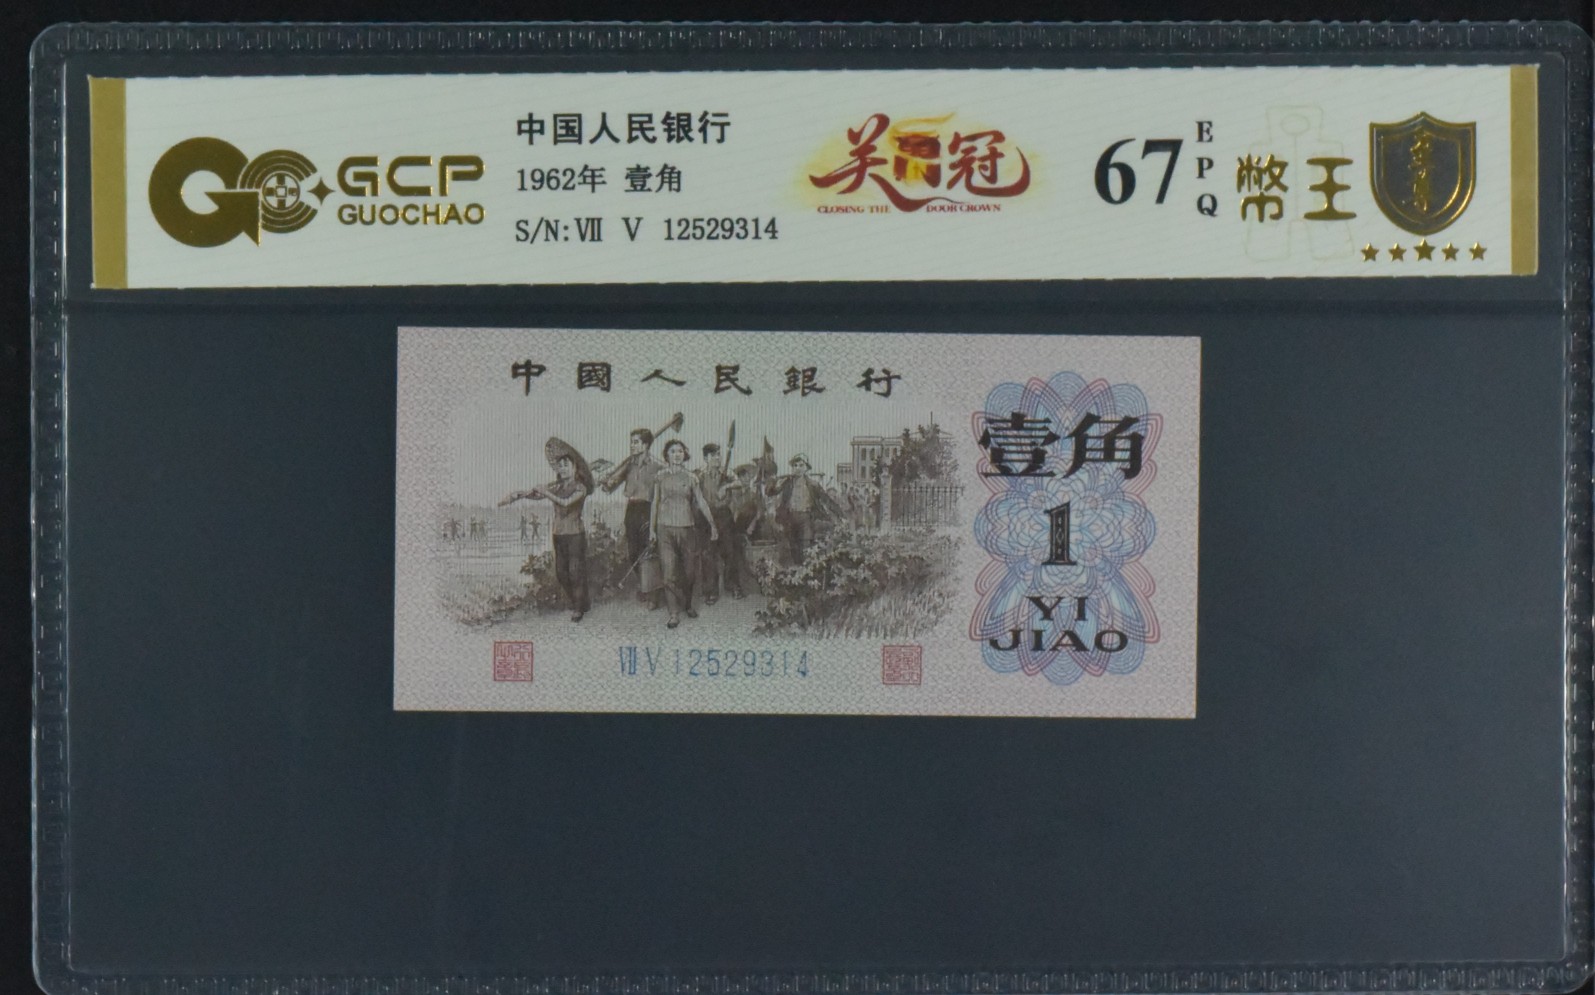 GCP
GUOCHAO
中国人民银行
1962年 壹角
S/N: Ⅶ V 12529314
关门冠
CLOSING THE DOOR CROWN
67
EPQ
幣王
中國人民銀行
壹角
1
YI
JIAO
Ⅶ V 12529314